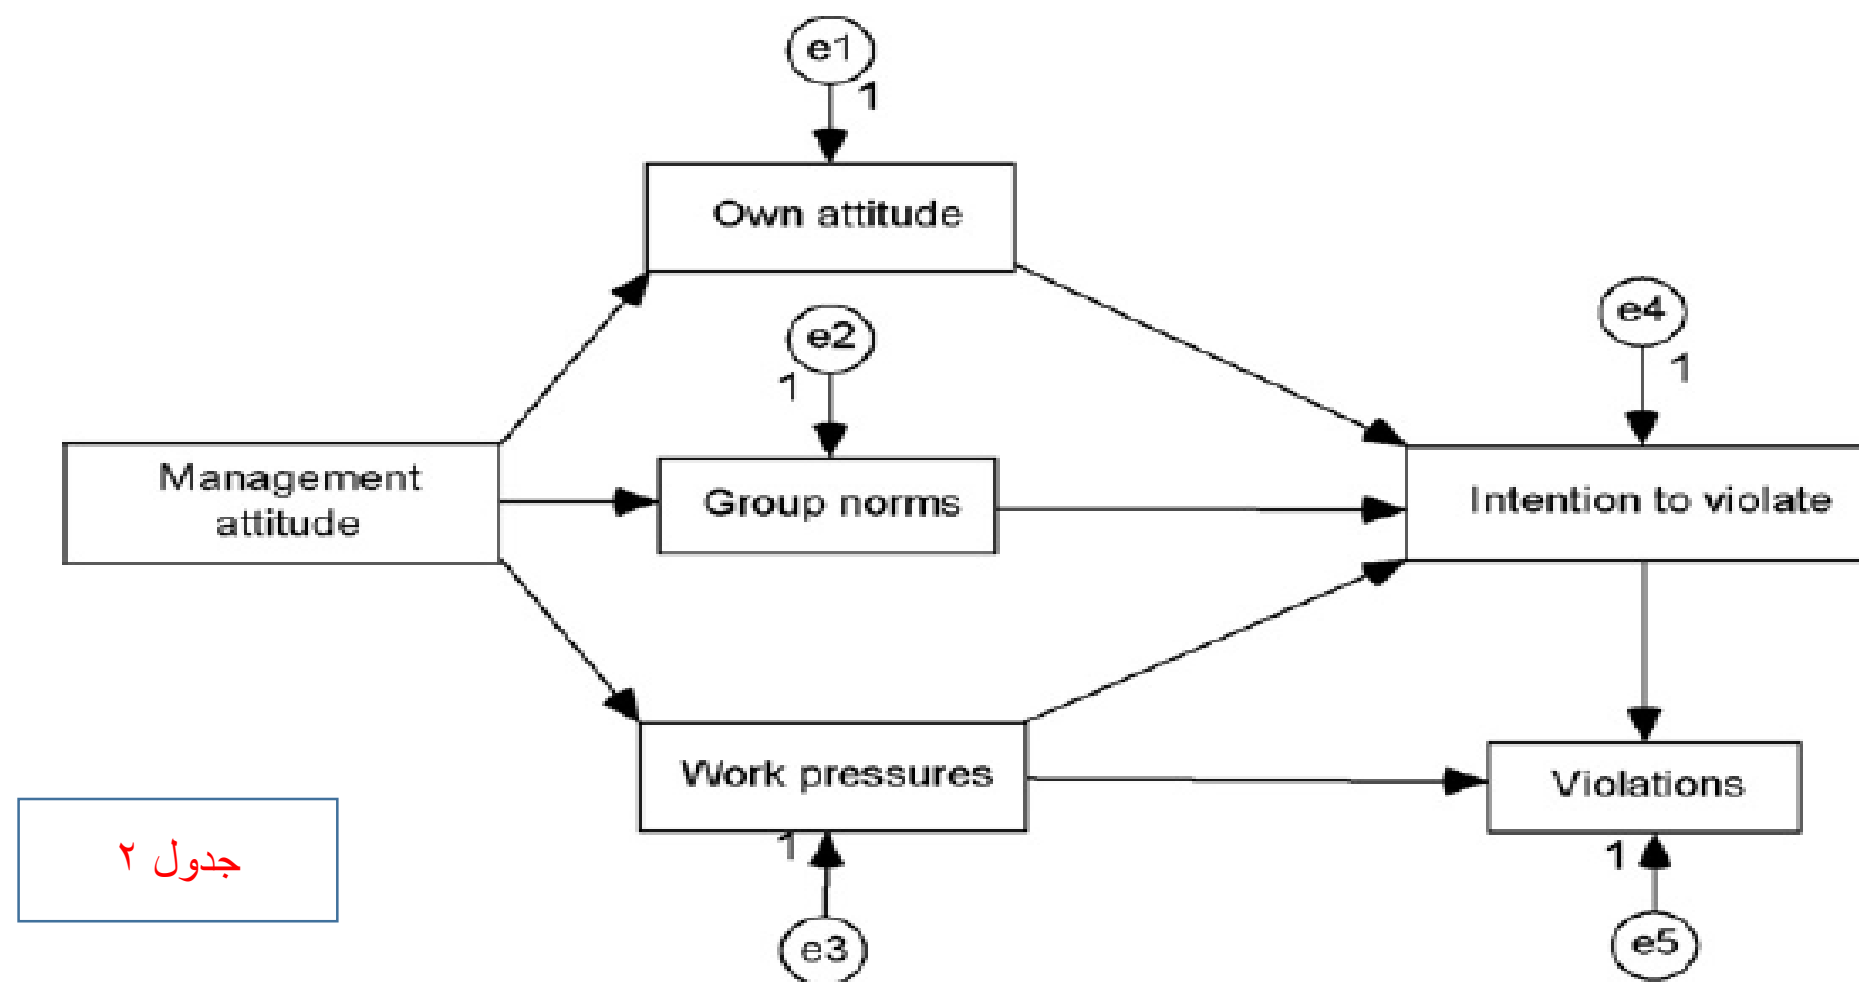 e1
1
Own attitude
e2
1
e4
1
Management
attitude
Group norms
Intention to violate
Work pressures
Violations
جدول ٢
1
1
e3
e5